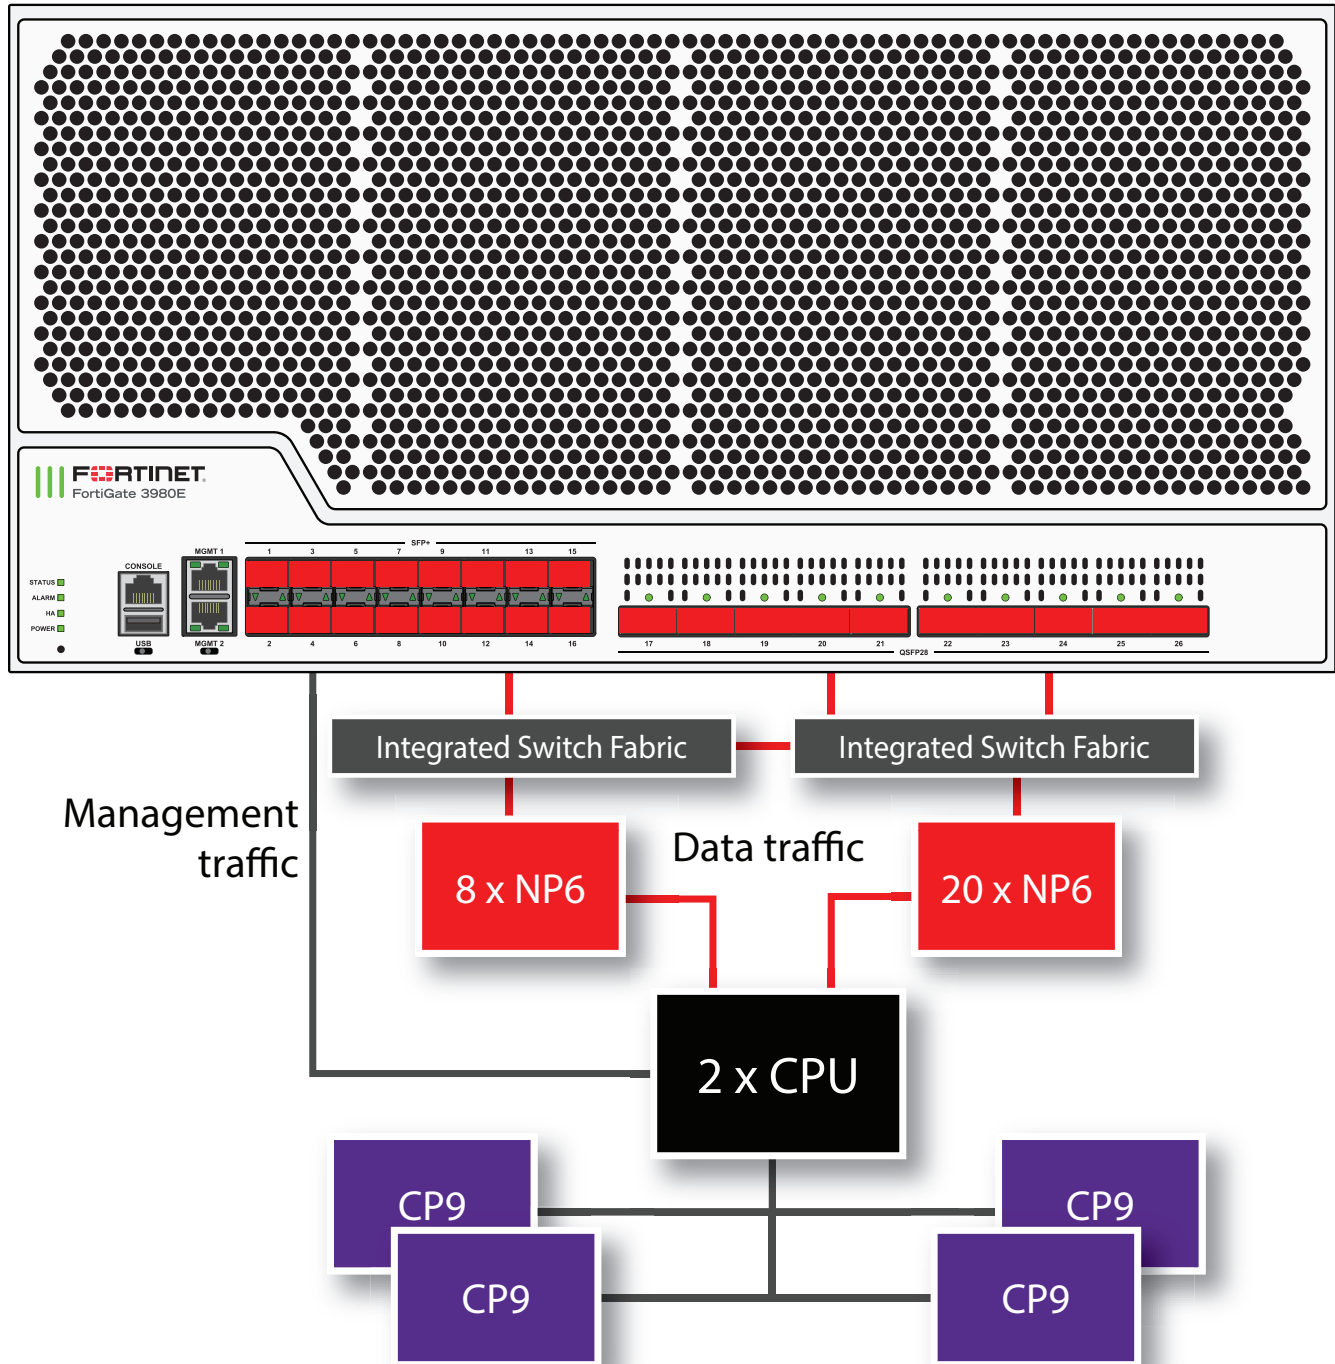 FORTINET
FortiGate 3980E
SFP+
MGMT 1
1 3 5 7 9 11 13 15
CONSOLE
STATUS
ALARM
HA
POWER
USB
MGMT 2
2 4 6 8 10 12 14 16
17 18 19 20 21 22 23 24 25 26
QSFP28
Integrated Switch Fabric
Integrated Switch Fabric
Management
traffic
Data traffic
8 x NP6
20 x NP6
2 x CPU
CP9
CP9
CP9
CP9